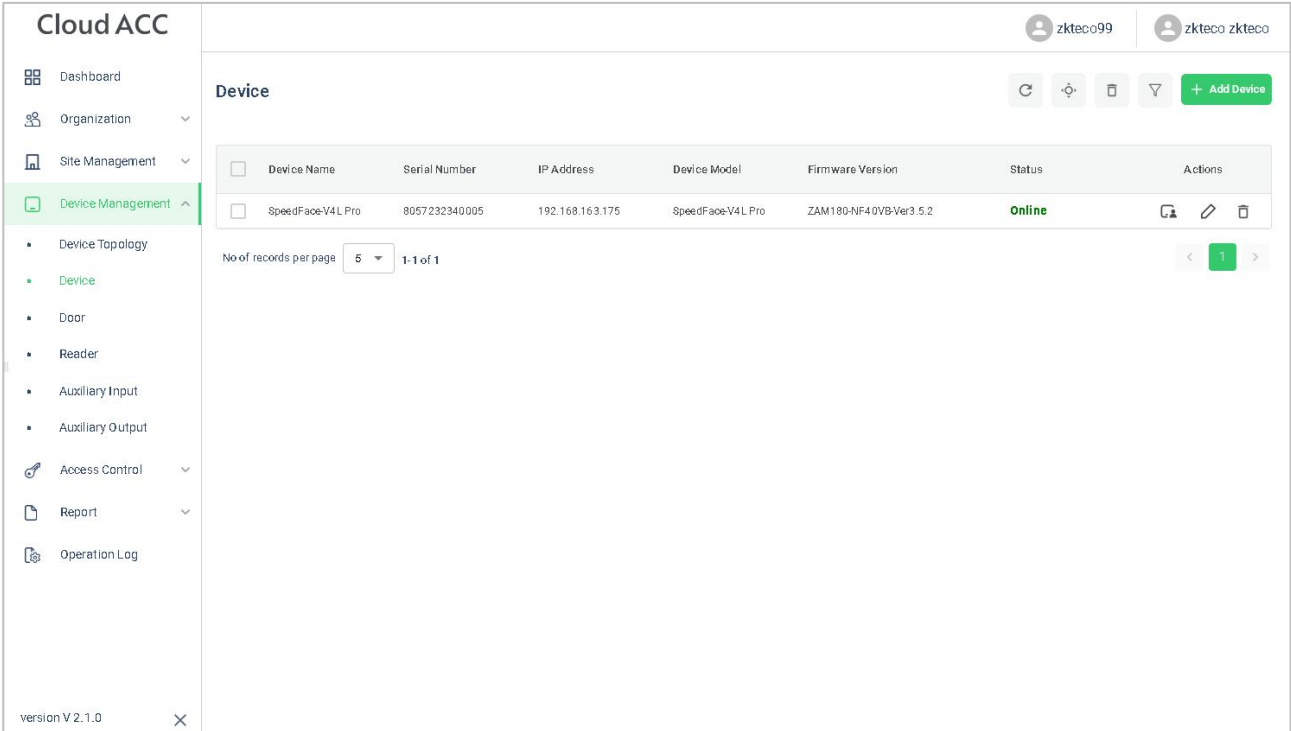 Cloud ACC
zkteco99
zkteco zkteco
Dashboard
Organization
Site Management
Device Management
Device Topology
Device
Door
Reader
Auxiliary Input
Auxiliary Output
Access Control
Report
Operation Log
version V 2.1.0
Device
+ Add Device
Device Name Serial Number IP Address Device Model Firmware Version Status Actions
SpeedFace-V4L Pro 8057232340005 192.168.163.175 SpeedFace-V4L Pro ZAM180-NF40VB-Ver3.5.2 Online
No of records per page 5 1-1 of 1 < 1 >